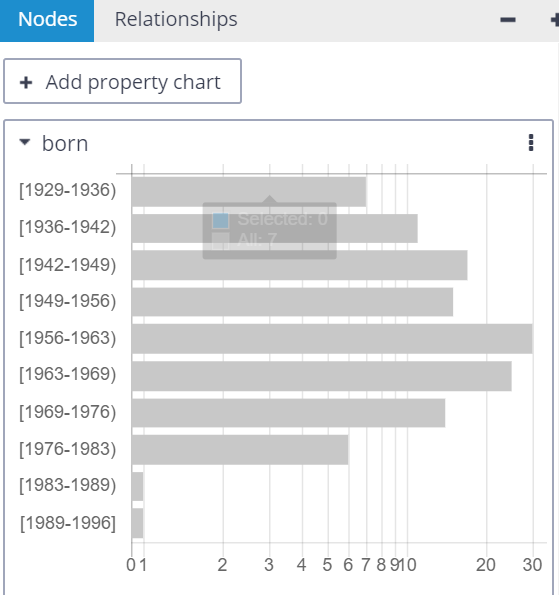 Nodes Relationships
Add property chart
born
[1929-1936)
Selected: 0
[1936-1942)
All: 7
[1942-1949)
[1949-1956)
[1956-1963)
[1963-1969)
[1969-1976)
[1976-1983)
[1983-1989)
[1989-1996]
0 1 2 3 4 5 6 7 8 9 10 20 30